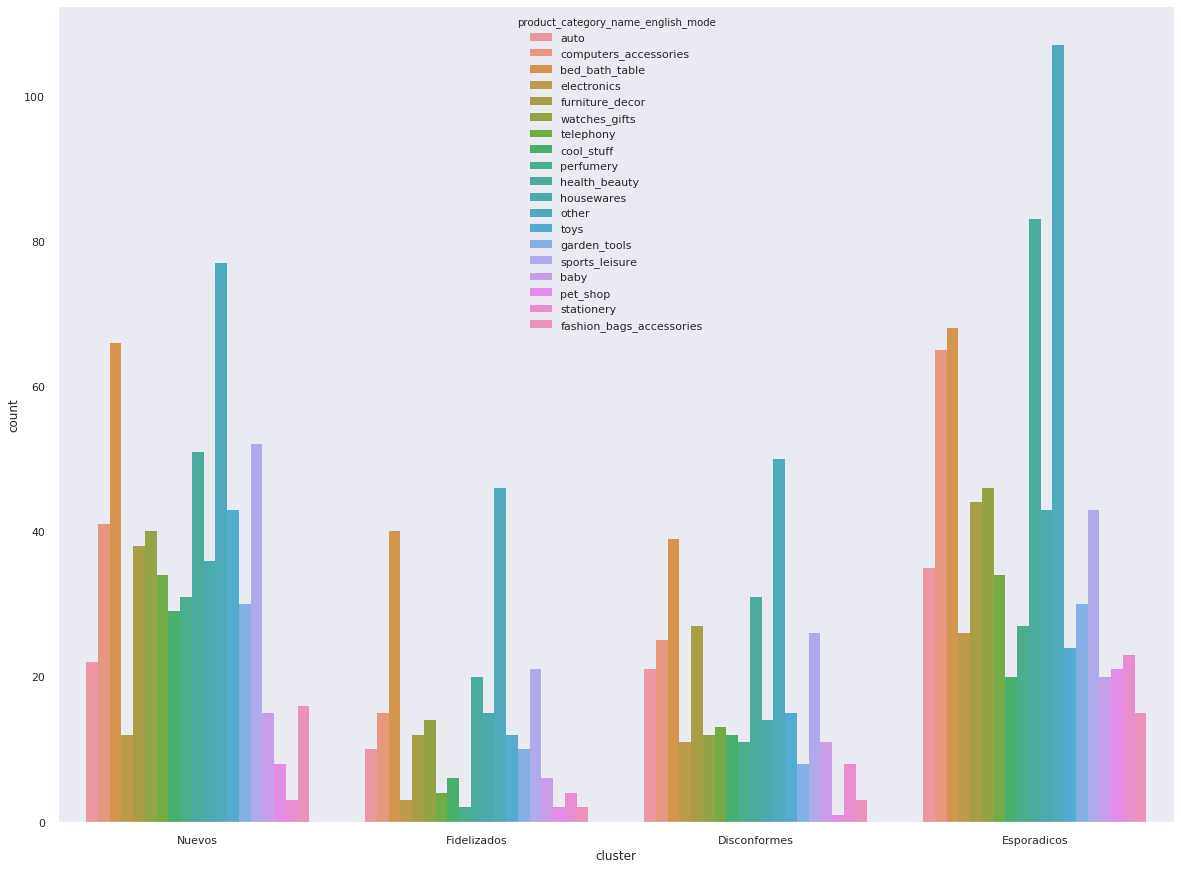 product_category_name_english_mode
auto
computers_accessories
bed_bath_table
electronics
furniture_decor
watches_gifts
telephony
cool_stuff
perfumery
health_beauty
housewares
other
toys
garden_tools
sports_leisure
baby
pet_shop
stationery
fashion_bags_accessories
100
80
60
40
20
0
count
Nuevos Fidelizados Disconformes Esporadicos
cluster